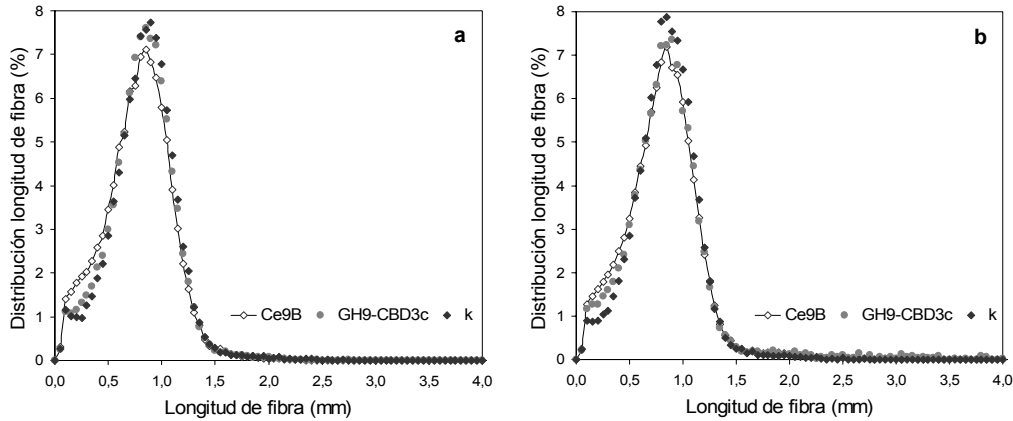 a
Distribución longitud de fibra (%)
8
7
6
5
4
3
2
1
0
Ce9B GH9-CBD3c k
0,0 0,5 1,0 1,5 2,0 2,5 3,0 3,5 4,0
Longitud de fibra (mm)
b
Distribución longitud de fibra (%)
8
7
6
5
4
3
2
1
0
Ce9B GH9-CBD3c k
0,0 0,5 1,0 1,5 2,0 2,5 3,0 3,5 4,0
Longitud de fibra (mm)